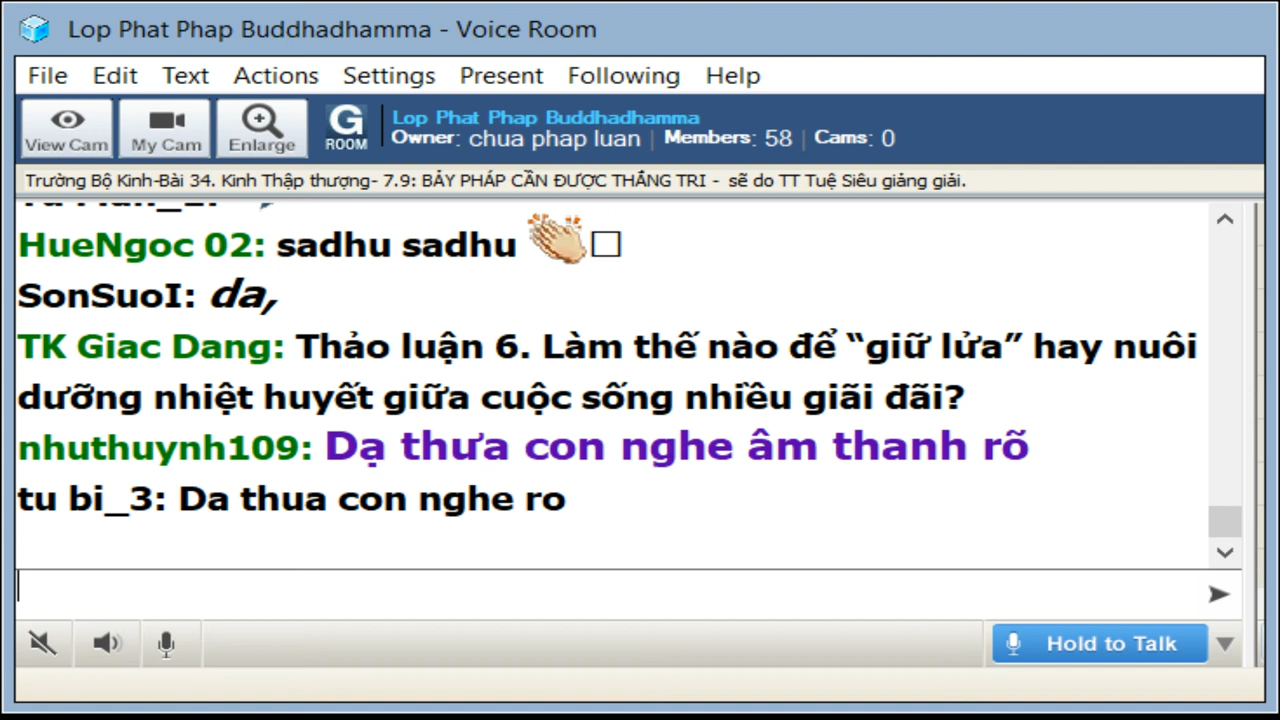 Lop Phat Phap Buddhadhamma - Voice Room
File Edit Text Actions Settings Present Following Help
View Cam My Cam Enlarge G ROOM
Lop Phat Phap Buddhadhamma
Owner: chua phap luan | Members: 58 | Cams: 0
Trường Bộ Kinh-Bài 34. Kinh Thập thượng- 7.9: BẢY PHÁP CẦN ĐƯỢC THẮNG TRI - sẽ do TT Tuệ Siêu giảng giải.
HueNgoc 02: sadhu sadhu 👏□
SonSuoI: da,
TK Giac Dang: Thảo luận 6. Làm thế nào để “giữ lửa” hay nuôi
dưỡng nhiệt huyết giữa cuộc sống nhiều giãi đãi?
nhuthuynh109: Dạ thưa con nghe âm thanh rõ
tu bi_3: Da thua con nghe ro
Hold to Talk